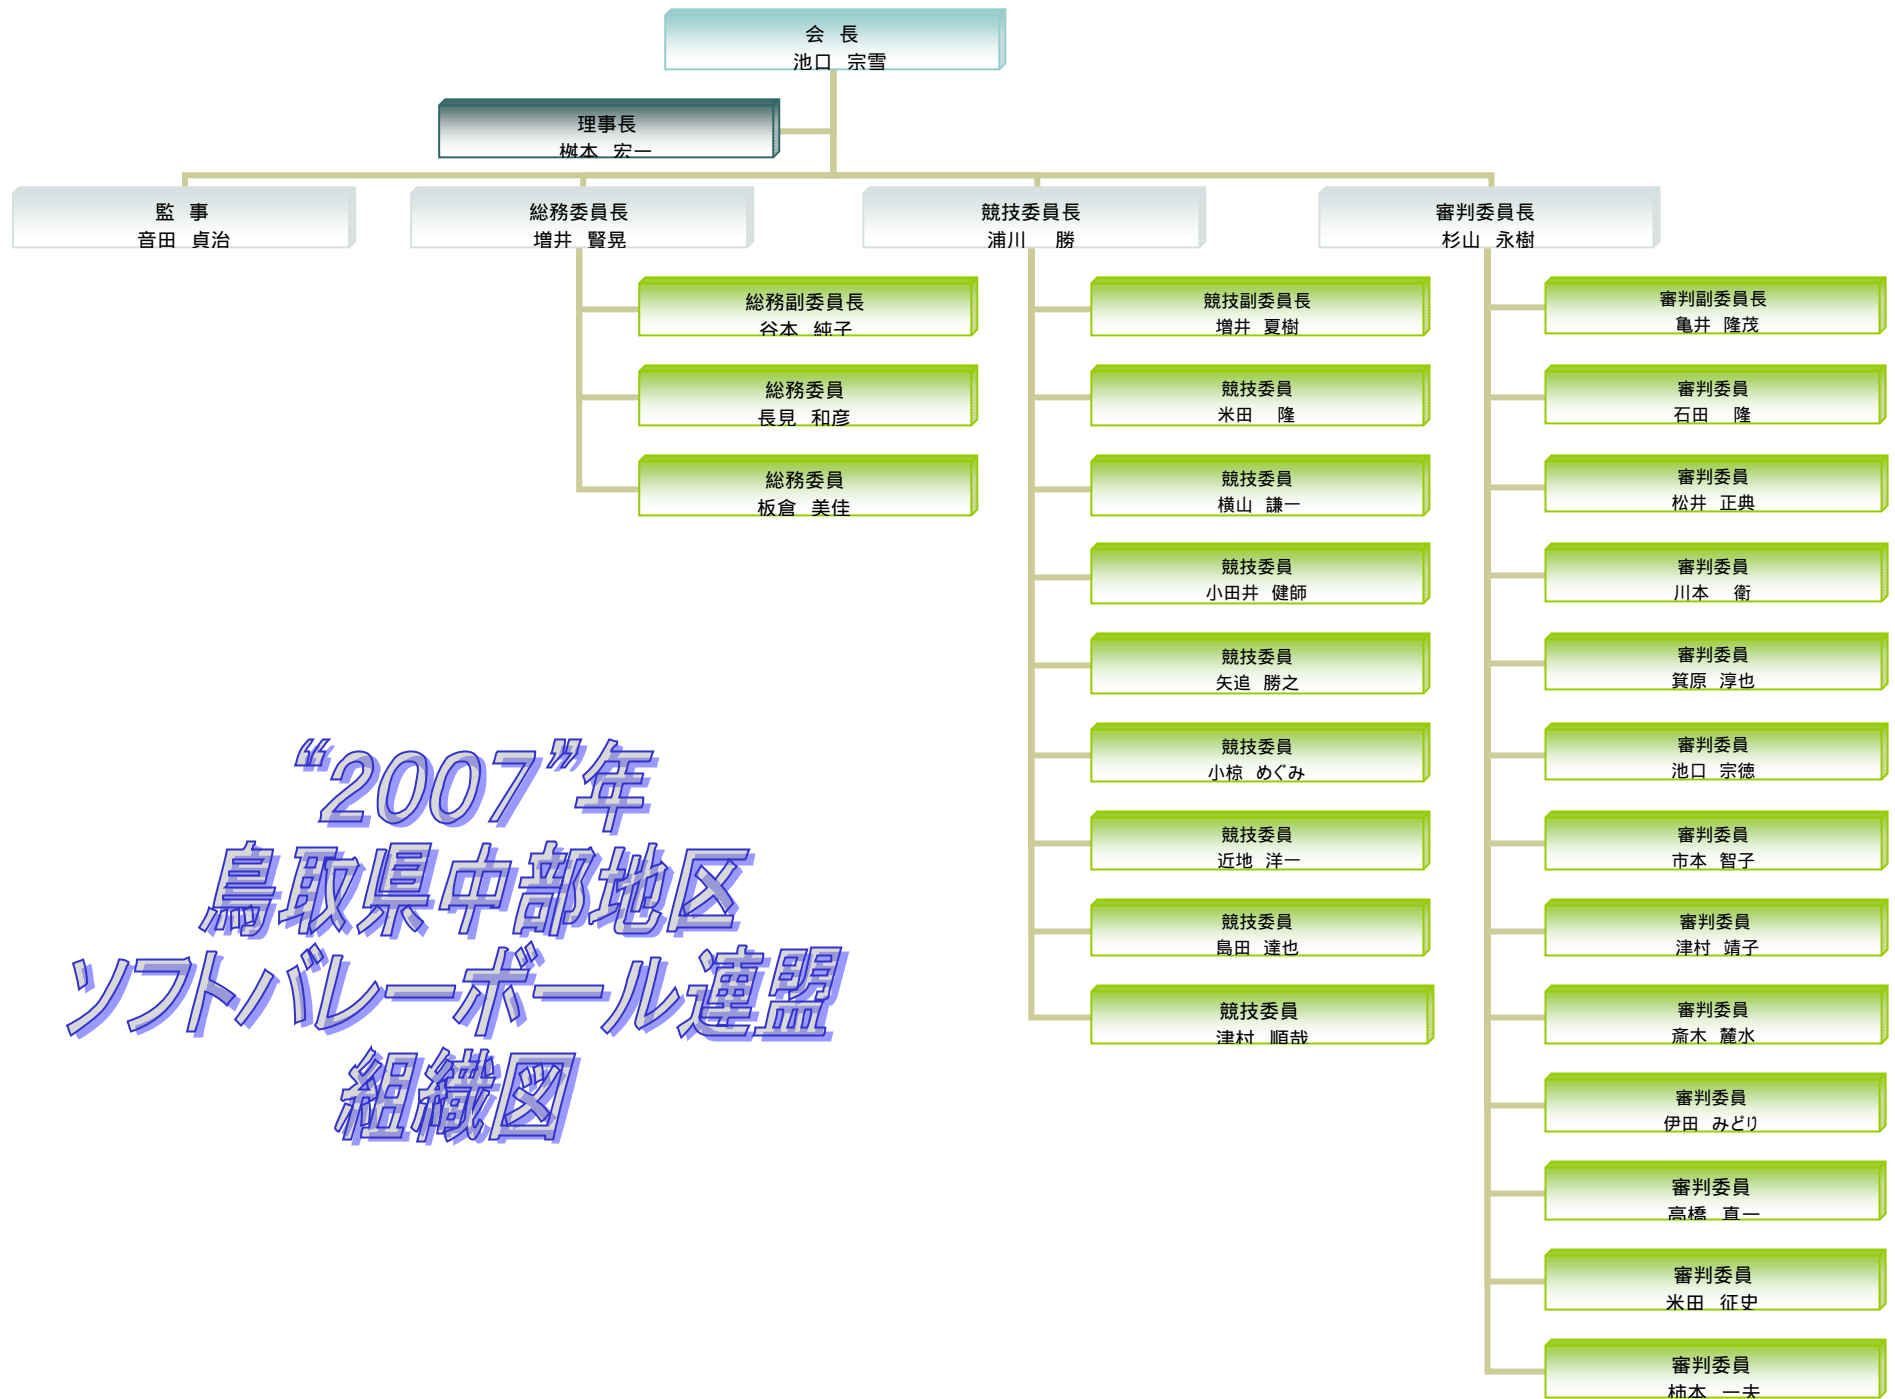 会 長
池口 宗雪
理事長
桝本 宏一
監 事
音田 貞治
総務委員長
増井 賢晃
競技委員長
浦川 勝
審判委員長
杉山 永樹
総務副委員長
谷本 純子
総務委員
長見 和彦
総務委員
板倉 美佳
競技副委員長
増井 夏樹
競技委員
米田 隆
競技委員
横山 謙一
競技委員
小田井 健師
競技委員
矢追 勝之
競技委員
小椋 めぐみ
競技委員
近地 洋一
競技委員
島田 達也
競技委員
津村 順哉
審判副委員長
亀井 隆茂
審判委員
石田 隆
審判委員
松井 正典
審判委員
川本 衛
審判委員
箕原 淳也
審判委員
池口 宗徳
審判委員
市本 智子
審判委員
津村 靖子
審判委員
斎木 麓水
審判委員
伊田 みどり
審判委員
高橋 真一
審判委員
米田 征史
審判委員
柿本 一夫
“2007”年
鳥取県中部地区
ソフトバレーボール連盟
組織図